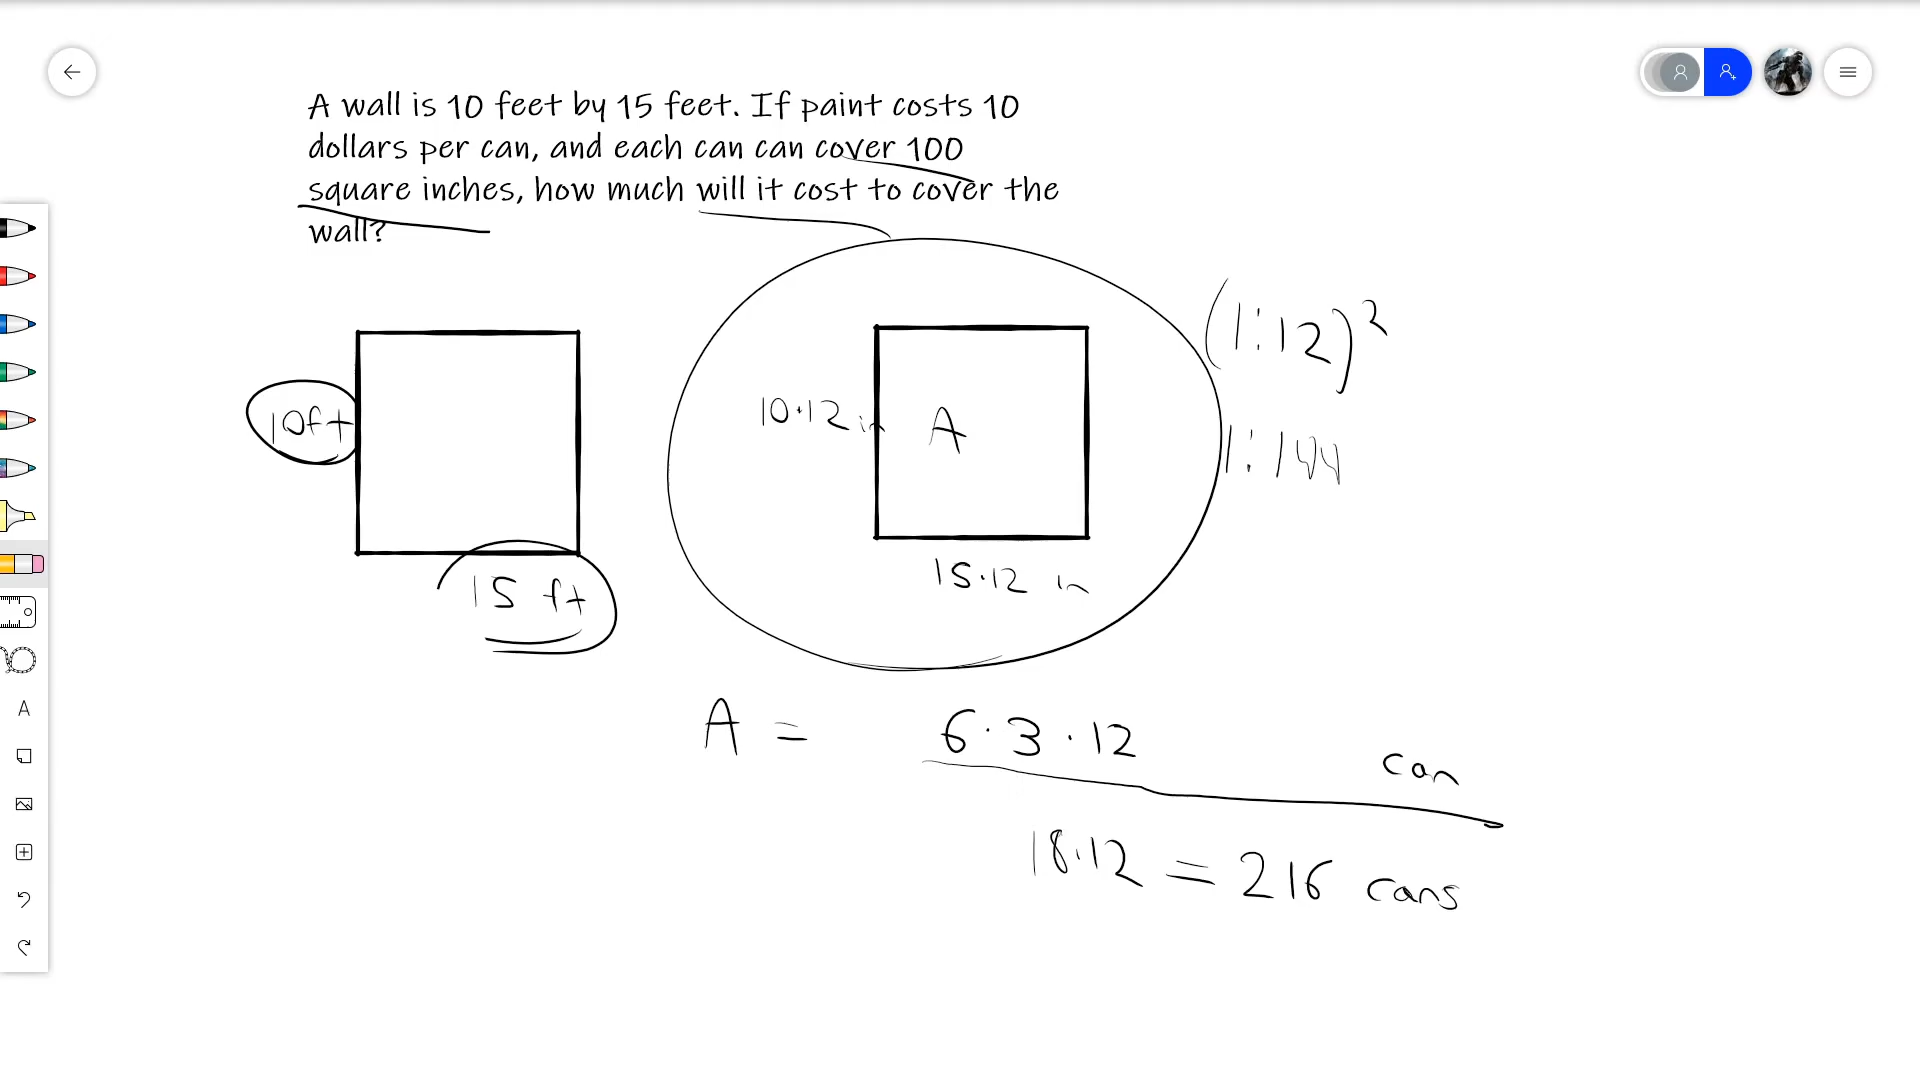 A wall is 10 feet by 15 feet. If paint costs 10
dollars per can, and each can can cover 100
square inches, how much will it cost to cover the
wall?
(1:12)²
10ft
10·12 in
A
1:144
15·12 in
15 ft
A = 6·3·12 can
18·12 = 216 cans
A